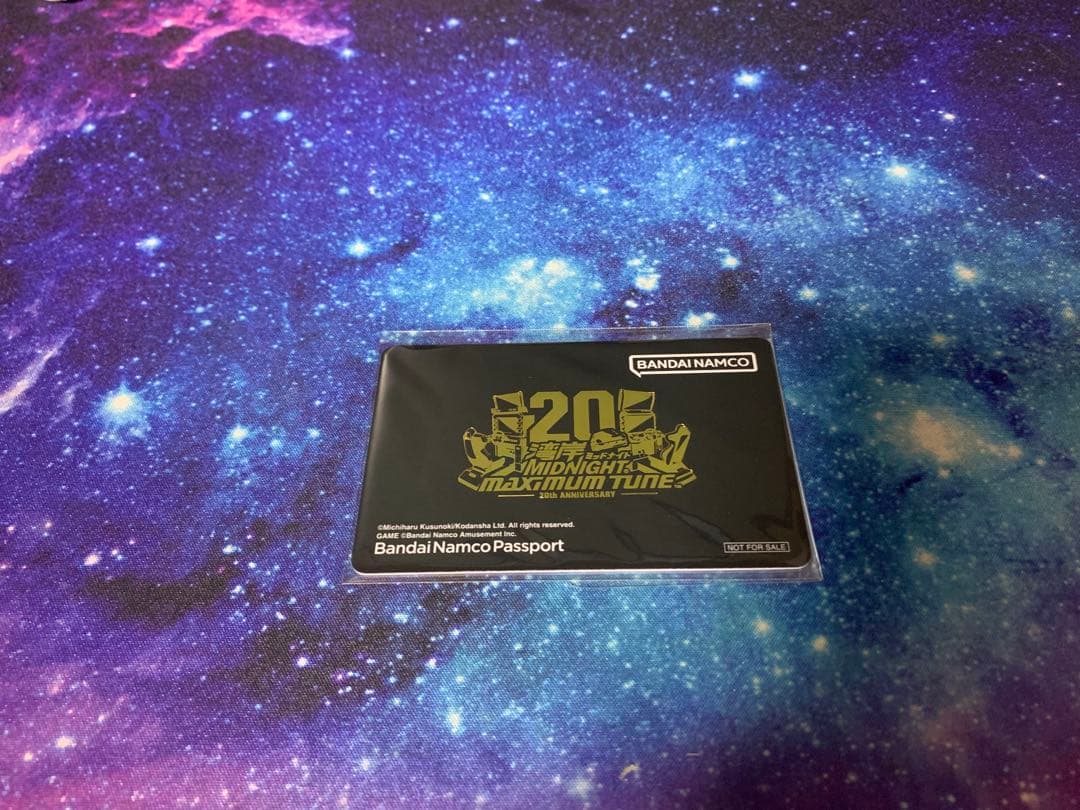 BANDAI NAMCO
20
湾岸 ミッドナイト
MIDNIGHT
MAXIMUM TUNE
20th ANNIVERSARY
©Michiharu Kusunoki/Kodansha Ltd. All rights reserved.
GAME ©Bandai Namco Amusement Inc.
Bandai Namco Passport
NOT FOR SALE